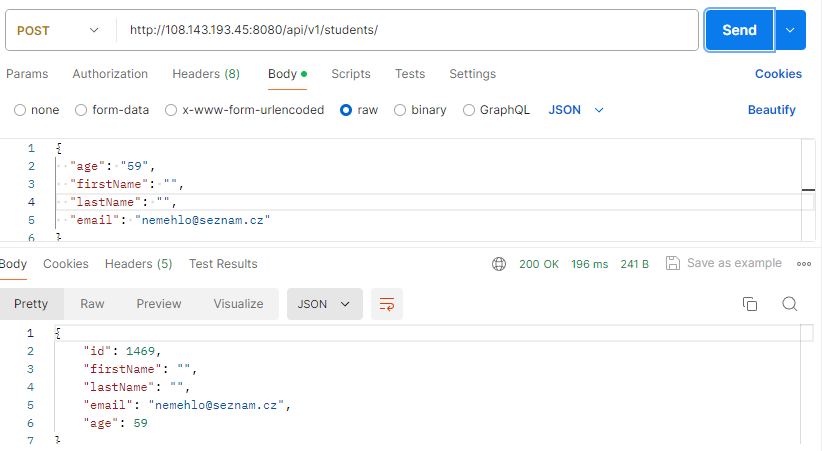 POST http://108.143.193.45:8080/api/v1/students/ Send
Params Authorization Headers (8) Body Scripts Tests Settings Cookies
none form-data x-www-form-urlencoded raw binary GraphQL JSON Beautify
1 {
2 "age": "59",
3 "firstName": "",
4 "lastName": "",
5 "email": "nemehlo@seznam.cz"
6 }
Body Cookies Headers (5) Test Results 200 OK 196 ms 241 B Save as example
Pretty Raw Preview Visualize JSON
1 {
2 "id": 1469,
3 "firstName": "",
4 "lastName": "",
5 "email": "nemehlo@seznam.cz",
6 "age": 59
7 }